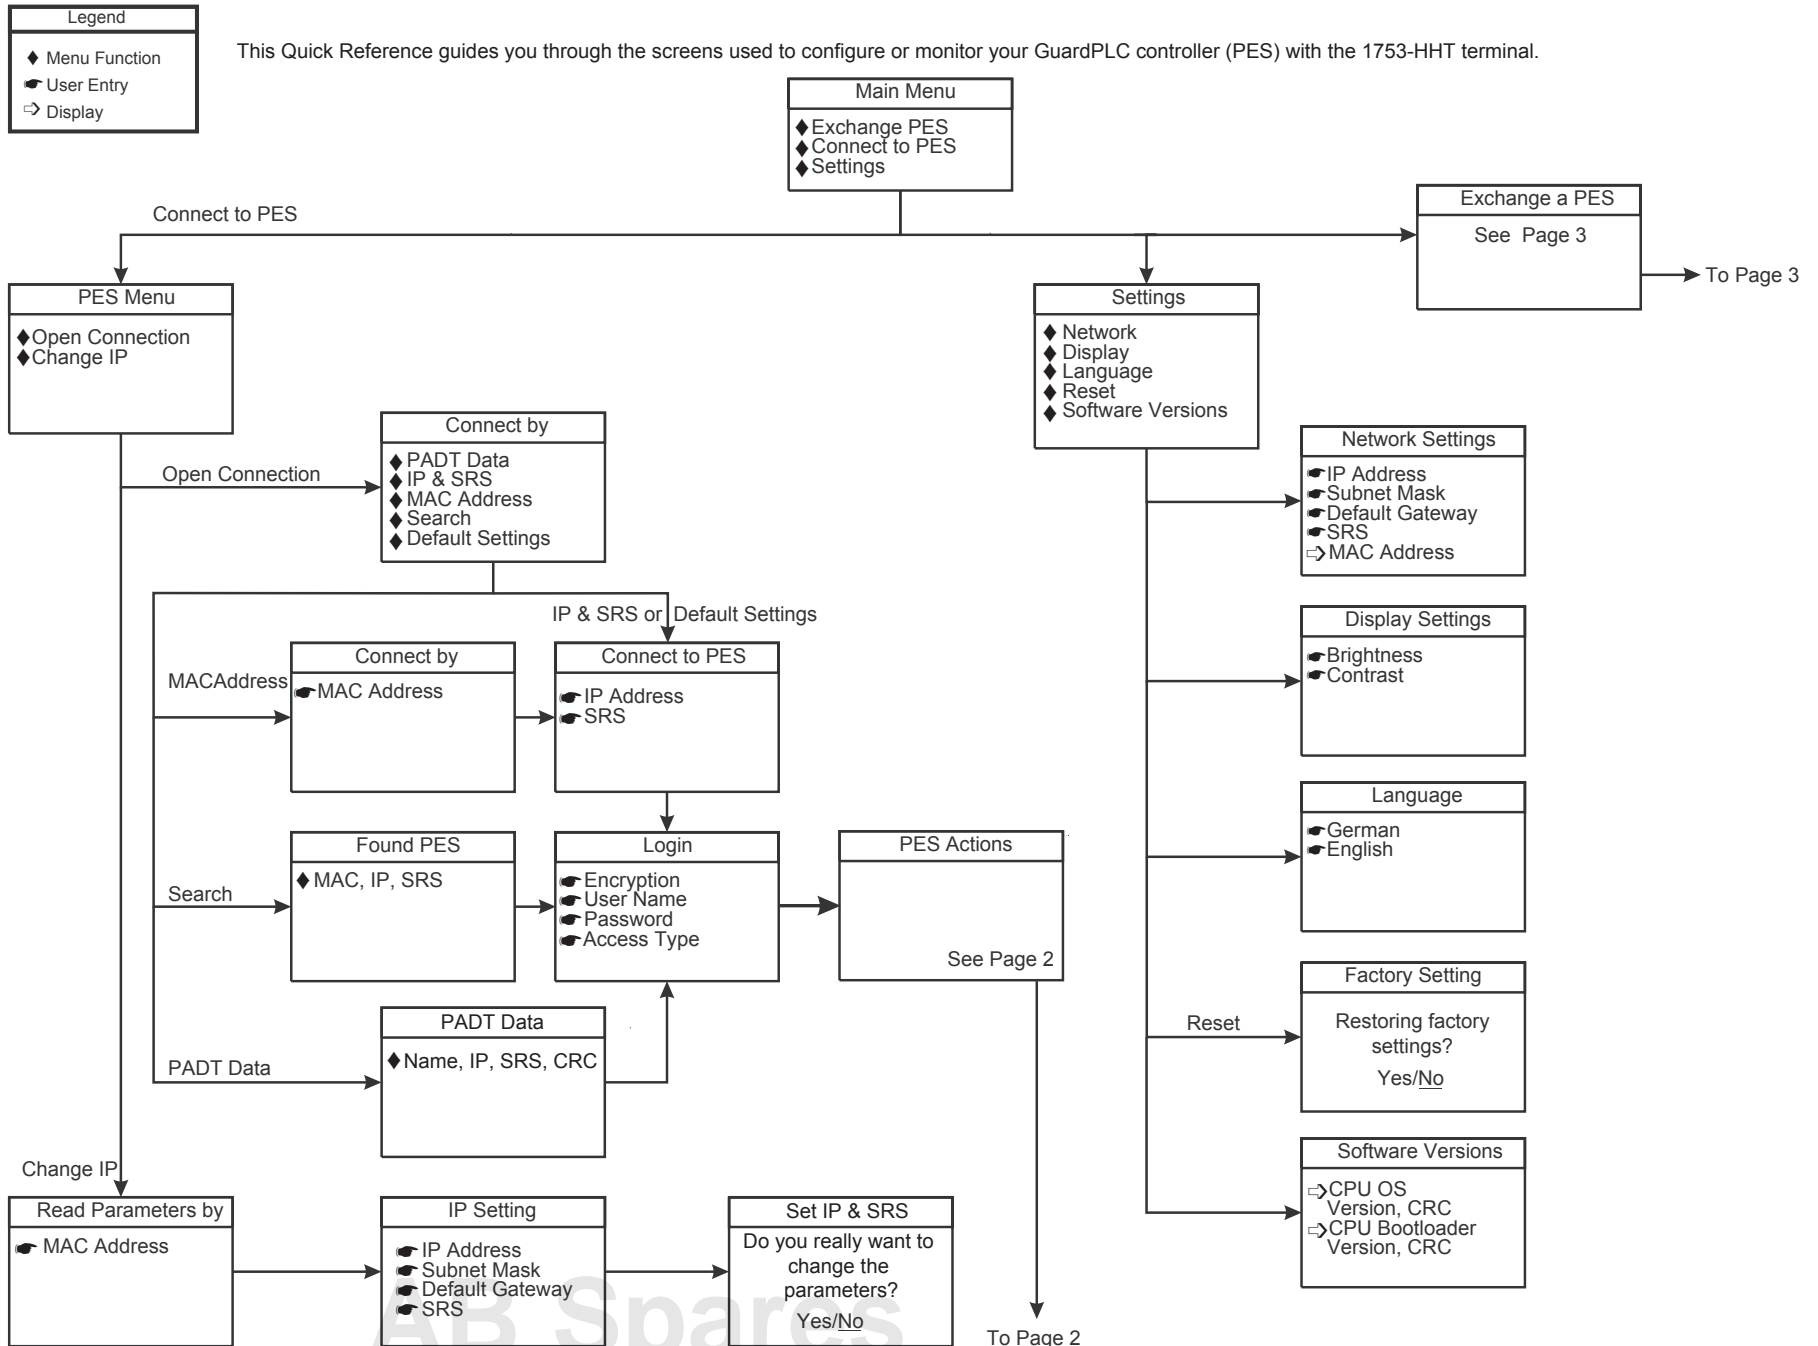 Legend
Menu Function
User Entry
Display
This Quick Reference guides you through the screens used to configure or monitor your GuardPLC controller (PES) with the 1753-HHT terminal.
Main Menu
Exchange PES
Connect to PES
Settings
Connect to PES
Exchange a PES
See Page 3
To Page 3
PES Menu
Open Connection
Change IP
Settings
Network
Display
Language
Reset
Software Versions
Connect by
PADT Data
IP & SRS
MAC Address
Search
Default Settings
Open Connection
Network Settings
IP Address
Subnet Mask
Default Gateway
SRS
MAC Address
IP & SRS or Default Settings
Display Settings
Brightness
Contrast
MACAddress
Connect by
MAC Address
Connect to PES
IP Address
SRS
Language
German
English
Search
Found PES
MAC, IP, SRS
Login
Encryption
User Name
Password
Access Type
PES Actions
See Page 2
Factory Setting
Restoring factory
settings?
Yes/No
Reset
PADT Data
PADT Data
Name, IP, SRS, CRC
Software Versions
CPU OS
Version, CRC
CPU Bootloader
Version, CRC
Change IP
Read Parameters by
MAC Address
IP Setting
IP Address
Subnet Mask
Default Gateway
SRS
Set IP & SRS
Do you really want to
change the
parameters?
Yes/No
To Page 2
AB Spares